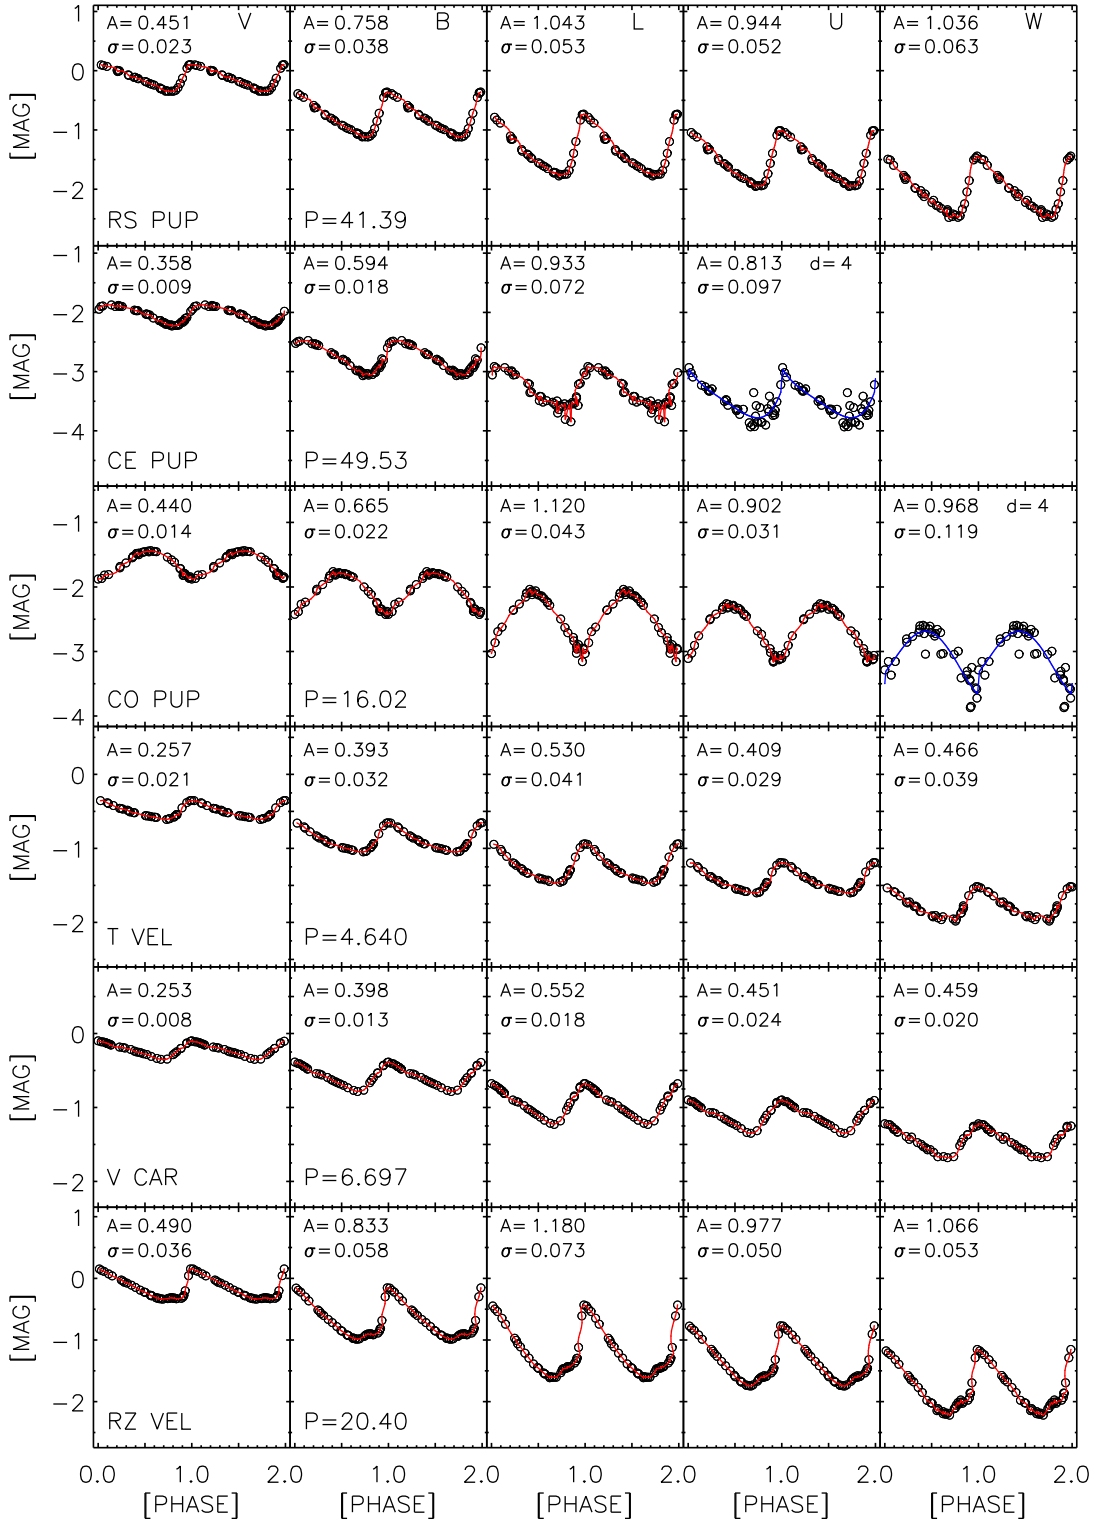 A= 0.451 V A= 0.758 B A= 1.043 L A= 0.944 U A= 1.036 W
σ= 0.023 σ= 0.038 σ= 0.053 σ= 0.052 σ= 0.063
1
0
−1
−2
[MAG]
RS PUP P= 41.39
A= 0.358 A= 0.594 A= 0.933 A= 0.813 d= 4
σ= 0.009 σ= 0.018 σ= 0.072 σ= 0.097
−1
−2
−3
−4
[MAG]
CE PUP P= 49.53
A= 0.440 A= 0.665 A= 1.120 A= 0.902 A= 0.968 d= 4
σ= 0.014 σ= 0.022 σ= 0.043 σ= 0.031 σ= 0.119
−1
−2
−3
−4
[MAG]
CO PUP P= 16.02
A= 0.257 A= 0.393 A= 0.530 A= 0.409 A= 0.466
σ= 0.021 σ= 0.032 σ= 0.041 σ= 0.029 σ= 0.039
0
−1
−2
[MAG]
T VEL P= 4.640
A= 0.253 A= 0.398 A= 0.552 A= 0.451 A= 0.459
σ= 0.008 σ= 0.013 σ= 0.018 σ= 0.024 σ= 0.020
0
−1
−2
[MAG]
V CAR P= 6.697
A= 0.490 A= 0.833 A= 1.180 A= 0.977 A= 1.066
σ= 0.036 σ= 0.058 σ= 0.073 σ= 0.050 σ= 0.053
1
0
−1
−2
[MAG]
RZ VEL P= 20.40
0.0 1.0 2.0 1.0 2.0 1.0 2.0 1.0 2.0 1.0 2.0
[PHASE] [PHASE] [PHASE] [PHASE] [PHASE]